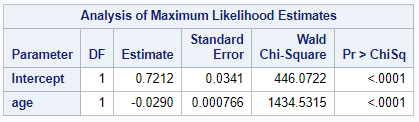 Analysis of Maximum Likelihood Estimates
Parameter DF Estimate Standard Error Wald Chi-Square Pr > ChiSq
Intercept 1 0.7212 0.0341 446.0722 <.0001
age 1 -0.0290 0.000766 1434.5315 <.0001